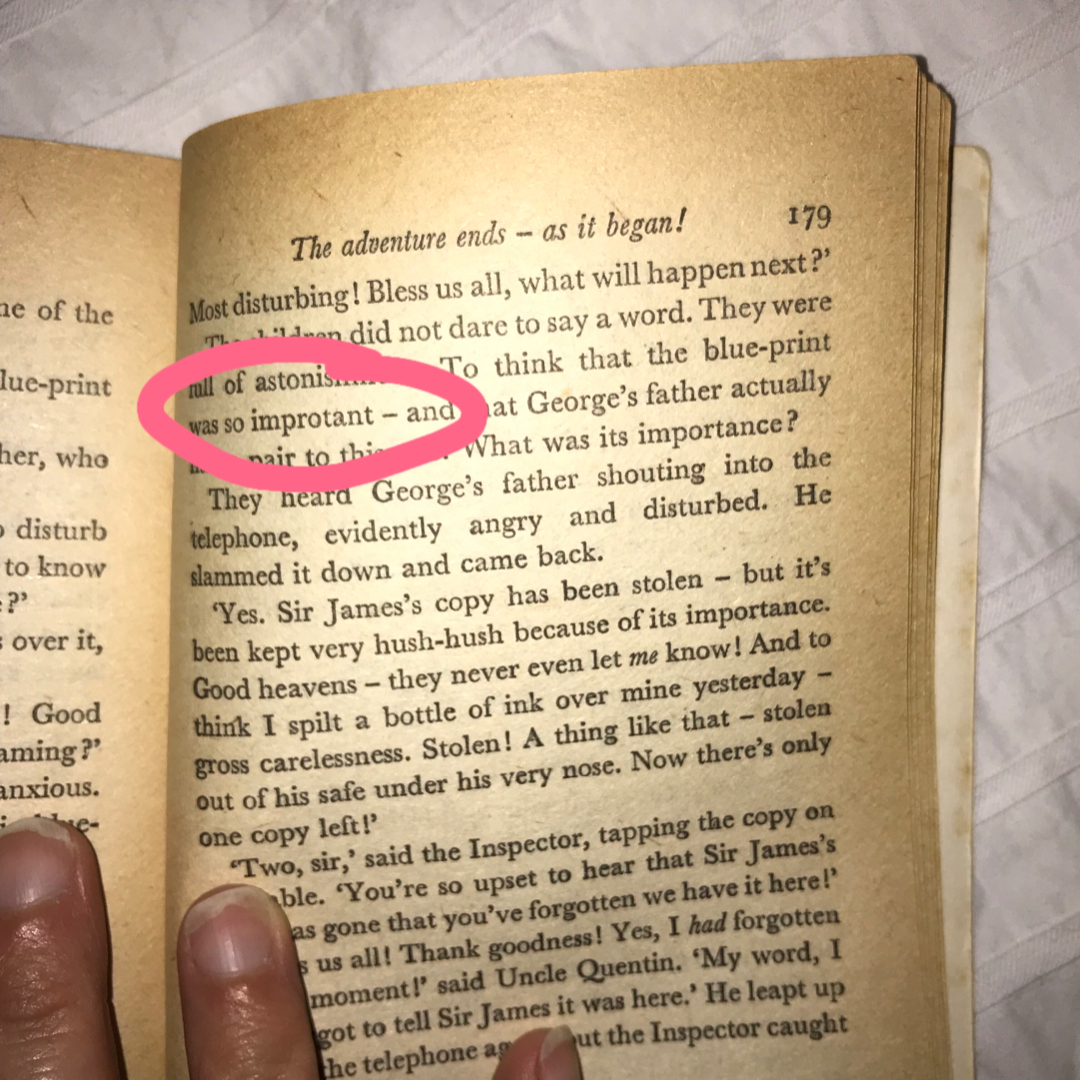 ne of the
lue-print
her, who
disturb
to know
?’
over it,
! Good
aming?’
anxious.
The adventure ends – as it began! 179
Most disturbing! Bless us all, what will happen next?’
The children did not dare to say a word. They were
full of astonishment. To think that the blue-print
was so improtant – and that George’s father actually
pair to this. What was its importance?
They heard George’s father shouting into the
telephone, evidently angry and disturbed. He
slammed it down and came back.
‘Yes. Sir James’s copy has been stolen – but it’s
been kept very hush-hush because of its importance.
Good heavens – they never even let me know! And to
think I spilt a bottle of ink over mine yesterday –
gross carelessness. Stolen! A thing like that – stolen
out of his safe under his very nose. Now there’s only
one copy left!’
‘Two, sir,’ said the Inspector, tapping the copy on
ble. ‘You’re so upset to hear that Sir James’s
as gone that you’ve forgotten we have it here!’
s us all! Thank goodness! Yes, I had forgotten
moment!’ said Uncle Quentin. ‘My word, I
got to tell Sir James it was here.’ He leapt up
the telephone ag ut the Inspector caught